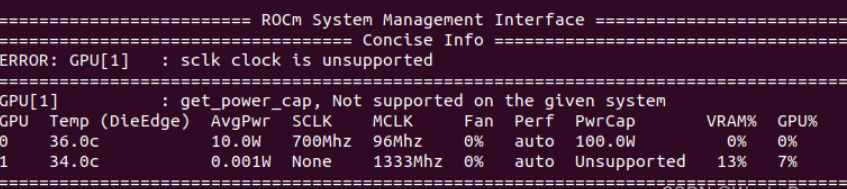 ======================== ROCm System Management Interface ========================
=================================== Concise Info ===================================
ERROR: GPU[1]   : sclk clock is unsupported
====================================================================================
GPU[1]          : get_power_cap, Not supported on the given system
GPU  Temp (DieEdge)  AvgPwr  SCLK    MCLK     Fan  Perf  PwrCap       VRAM%  GPU%
0    36.0c           10.0W   700Mhz  96Mhz    0%   auto  100.0W         0%   0%
1    34.0c           0.001W  None    1333Mhz  0%   auto  Unsupported   13%   7%
====================================================================================